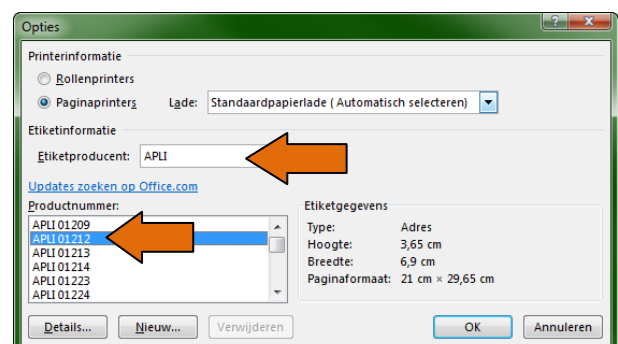 Opties
Printerinformatie
Rollenprinters
Paginaprinters Lade: Standaardpapierlade ( Automatisch selecteren)
Etiketinformatie
Etiketproducent: APLI
Updates zoeken op Office.com
Productnummer:
APLI 01209
APLI 01212
APLI 01213
APLI 01214
APLI 01223
APLI 01224
Etiketgegevens
Type: Adres
Hoogte: 3,65 cm
Breedte: 6,9 cm
Paginaformaat: 21 cm × 29,65 cm
Details... Nieuw... Verwijderen OK Annuleren